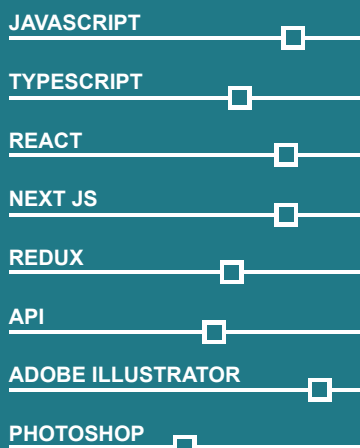 JAVASCRIPT
TYPESCRIPT
REACT
NEXT JS
REDUX
API
ADOBE ILLUSTRATOR
PHOTOSHOP